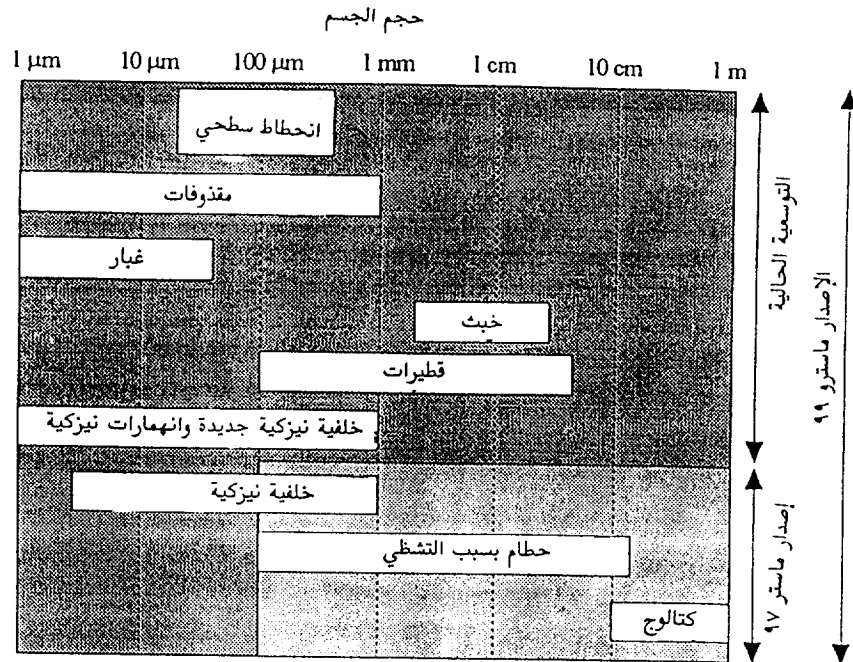 حجم الجسم
1 μm 10 μm 100 μm 1 mm 1 cm 10 cm 1 m
انحطاط سطحي
مقذوفات
غبار
خبث
قطيرات
خلفية نيزكية جديدة وانهمارات نيزكية
خلفية نيزكية
حطام بسبب التشظي
كتالوج
التوسعية الحالية
إصدار ماستر ٩٧
الإصدار ماسترو ٩٩